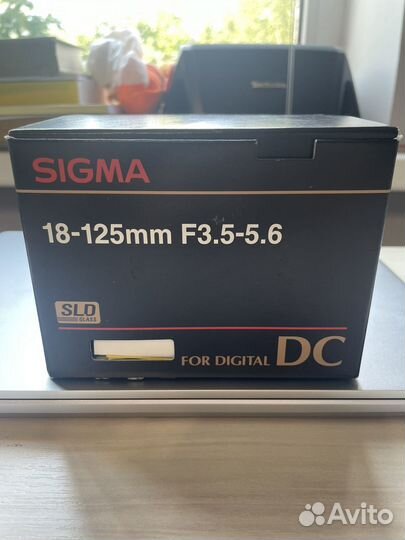 SIGMA
18-125mm F3.5-5.6
SLD
GLASS
FOR DIGITAL DC
Avito